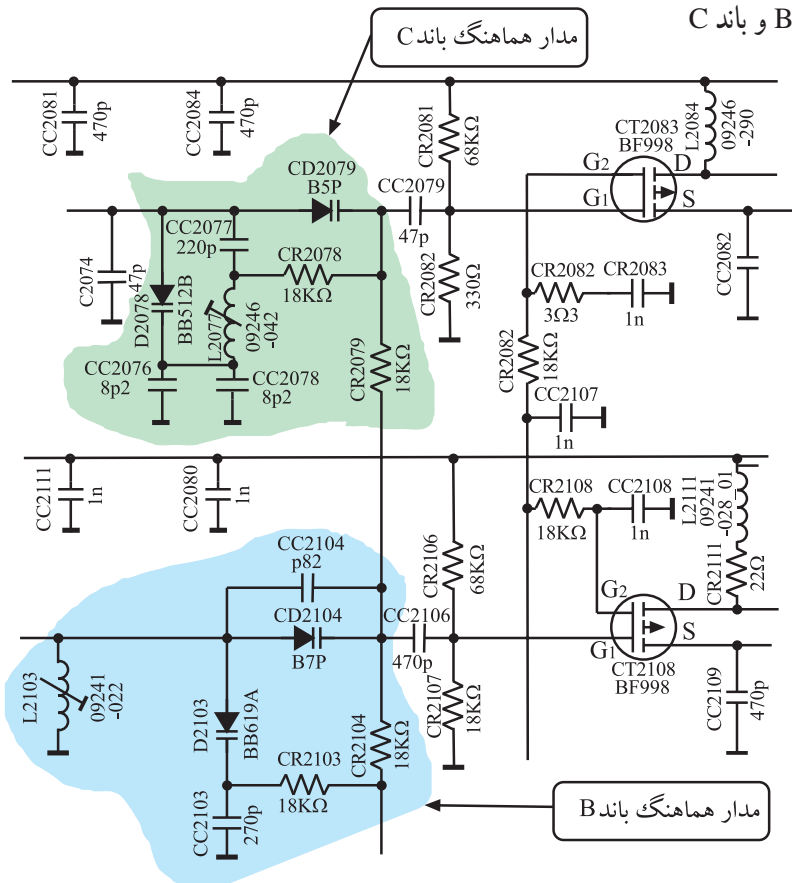 B و باند C
مدار هماهنگ باند C
CC2081
470p
CC2084
470p
CR2081
68KΩ
L2084
09246
-290
CT2083
BF998
G2
D
G1
S
CD2079
B5P
CC2079
47p
CC2077
220p
CR2078
18KΩ
C2074
47p
D2078
BB512B
L2077
09246
-042
CC2076
8p2
CC2078
8p2
CR2079
18KΩ
CR2082
330Ω
CR2082
3Ω3
CR2083
1n
CC2082
CR2082
18KΩ
CC2107
1n
CC2111
1n
CC2080
1n
CR2106
68KΩ
CR2108
18KΩ
CC2108
1n
L2111
09241
-028_01
CR2111
22Ω
CC2104
p82
CD2104
B7P
CC2106
470p
G2
D
G1
S
CT2108
BF998
L2103
09241
-022
D2103
BB619A
CR2104
18KΩ
CR2107
18KΩ
CC2109
470p
CR2103
18KΩ
CC2103
270p
مدار هماهنگ باند B